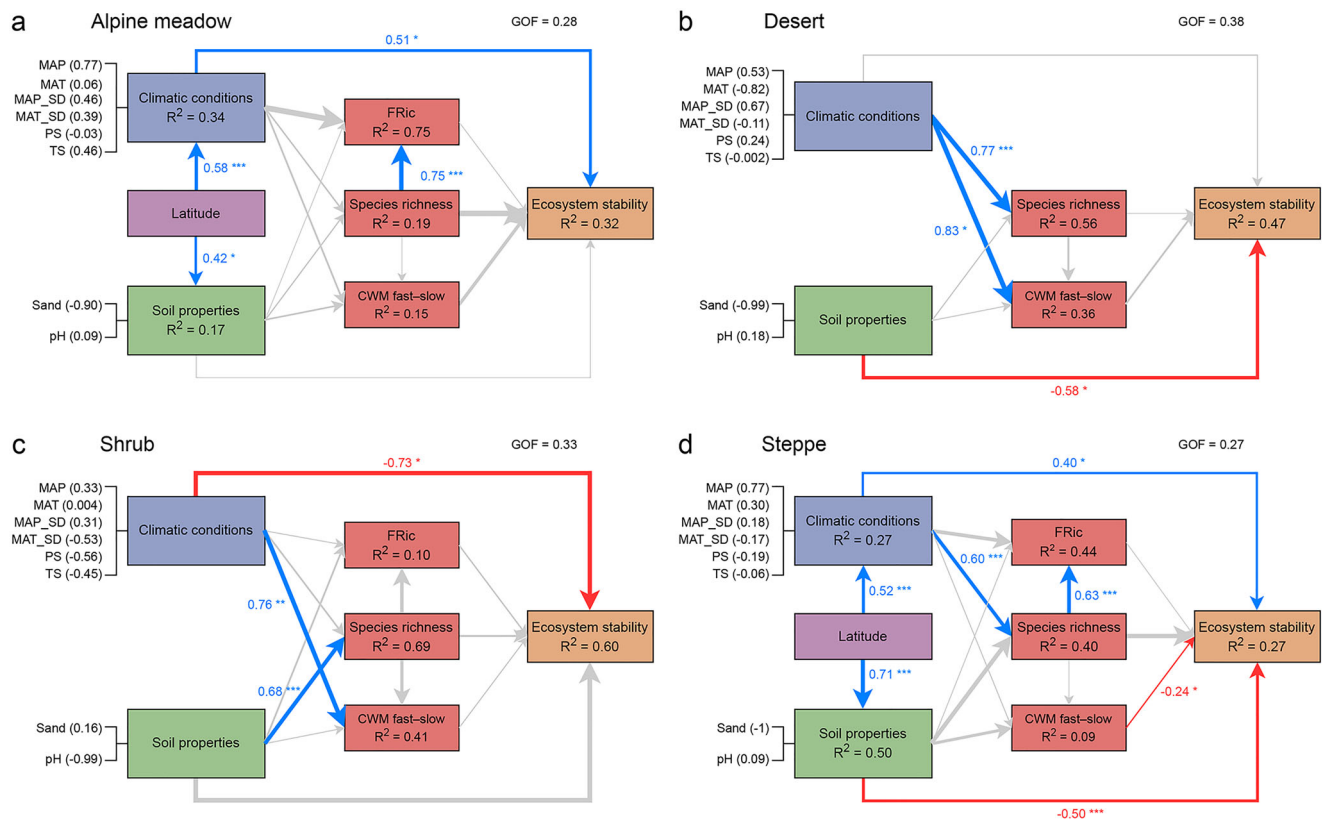 a Alpine meadow GOF = 0.28
0.51 *
MAP (0.77)
MAT (0.06)
MAP_SD (0.46)
MAT_SD (0.39)
PS (-0.03)
TS (0.46)
Climatic conditions
R² = 0.34
FRic
R² = 0.75
0.58 ***
0.75 ***
Latitude
Species richness
R² = 0.19
Ecosystem stability
R² = 0.32
0.42 *
Sand (-0.90)
pH (0.09)
Soil properties
R² = 0.17
CWM fast–slow
R² = 0.15
b Desert GOF = 0.38
MAP (0.53)
MAT (-0.82)
MAP_SD (0.67)
MAT_SD (-0.11)
PS (0.24)
TS (-0.002)
Climatic conditions
0.77 ***
0.83 *
Species richness
R² = 0.56
Ecosystem stability
R² = 0.47
Sand (-0.99)
pH (0.18)
Soil properties
CWM fast–slow
R² = 0.36
-0.58 *
c Shrub GOF = 0.33
-0.73 *
MAP (0.33)
MAT (0.004)
MAP_SD (0.31)
MAT_SD (-0.53)
PS (-0.56)
TS (-0.45)
Climatic conditions
FRic
R² = 0.10
0.76 **
Species richness
R² = 0.69
Ecosystem stability
R² = 0.60
0.68 ***
Sand (0.16)
pH (-0.99)
Soil properties
CWM fast–slow
R² = 0.41
d Steppe GOF = 0.27
0.40 *
MAP (0.77)
MAT (0.30)
MAP_SD (0.18)
MAT_SD (-0.17)
PS (-0.19)
TS (-0.06)
Climatic conditions
R² = 0.27
FRic
R² = 0.44
0.60 ***
0.52 ***
0.63 ***
Latitude
Species richness
R² = 0.40
Ecosystem stability
R² = 0.27
0.71 ***
-0.24 *
Sand (-1)
pH (0.09)
Soil properties
R² = 0.50
CWM fast–slow
R² = 0.09
-0.50 ***